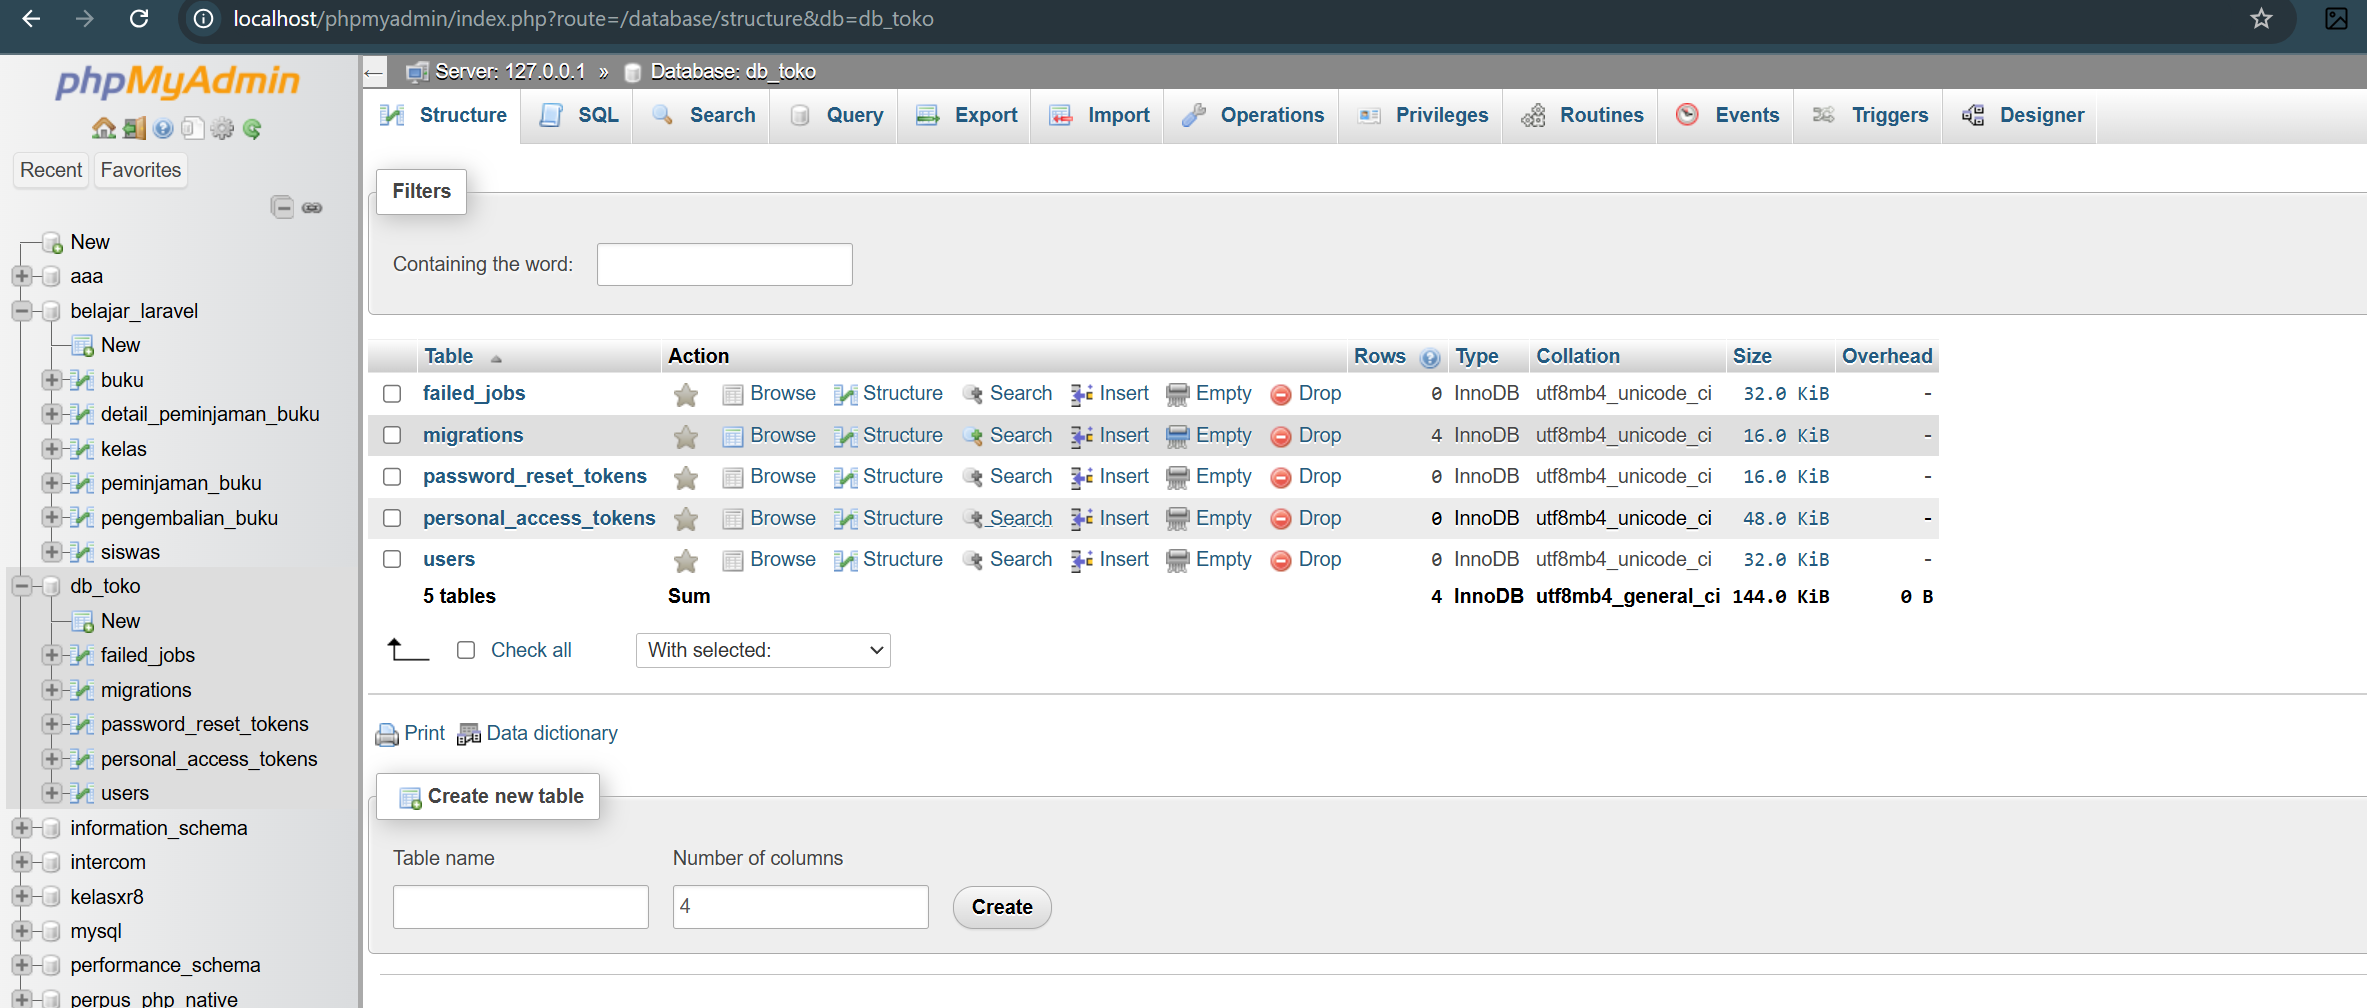 localhost/phpmyadmin/index.php?route=/database/structure&db=db_toko
phpMyAdmin
Recent Favorites
New
aaa
belajar_laravel
New
buku
detail_peminjaman_buku
kelas
peminjaman_buku
pengembalian_buku
siswas
db_toko
New
failed_jobs
migrations
password_reset_tokens
personal_access_tokens
users
information_schema
intercom
kelasxr8
mysql
performance_schema
perpus_php_native
Server: 127.0.0.1 » Database: db_toko
Structure SQL Search Query Export Import Operations Privileges Routines Events Triggers Designer
Filters
Containing the word:
Table Action Rows Type Collation Size Overhead
failed_jobs Browse Structure Search Insert Empty Drop 0 InnoDB utf8mb4_unicode_ci 32.0 KiB -
migrations Browse Structure Search Insert Empty Drop 4 InnoDB utf8mb4_unicode_ci 16.0 KiB -
password_reset_tokens Browse Structure Search Insert Empty Drop 0 InnoDB utf8mb4_unicode_ci 16.0 KiB -
personal_access_tokens Browse Structure Search Insert Empty Drop 0 InnoDB utf8mb4_unicode_ci 48.0 KiB -
users Browse Structure Search Insert Empty Drop 0 InnoDB utf8mb4_unicode_ci 32.0 KiB -
5 tables Sum 4 InnoDB utf8mb4_general_ci 144.0 KiB 0 B
Check all With selected:
Print Data dictionary
Create new table
Table name Number of columns
4 Create